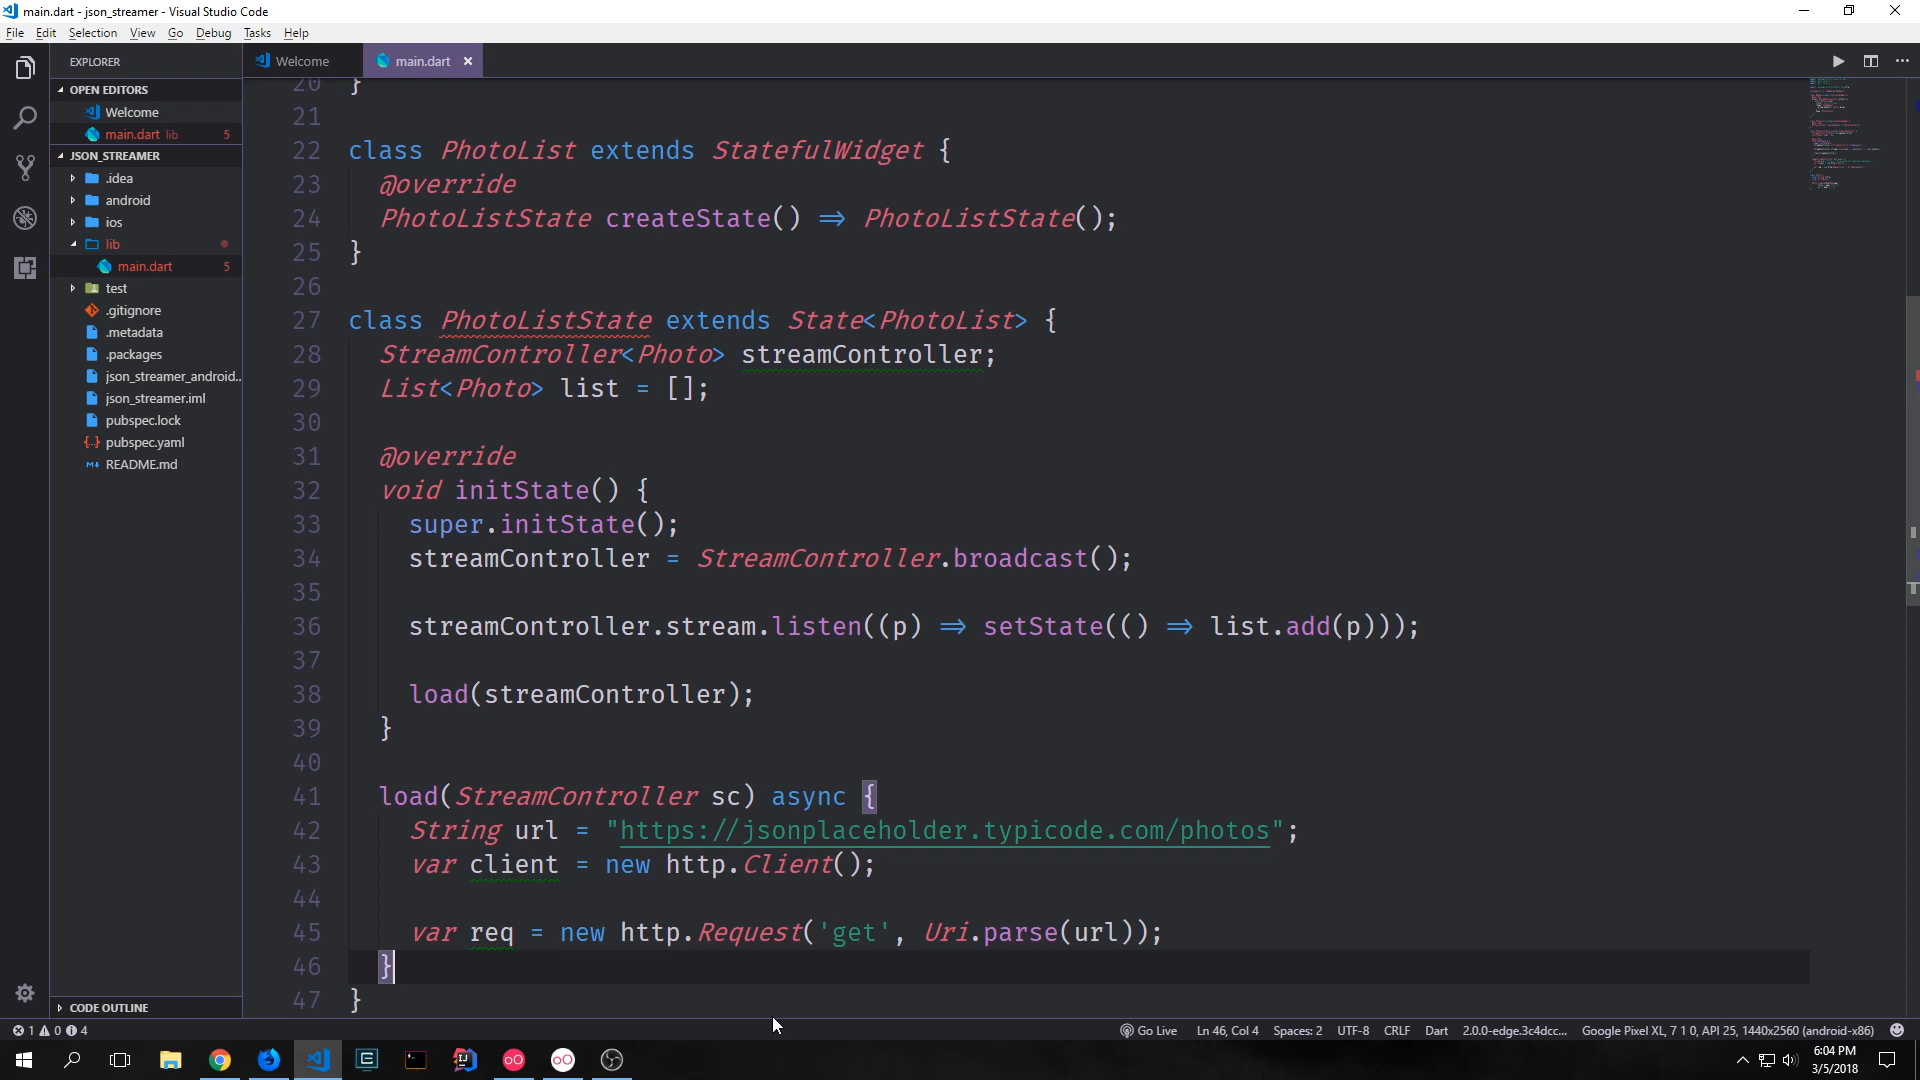 main.dart - json_streamer - Visual Studio Code
File Edit Selection View Go Debug Tasks Help
EXPLORER
OPEN EDITORS
Welcome
main.dart lib 5
JSON_STREAMER
.idea
android
ios
lib
main.dart 5
test
.gitignore
.metadata
.packages
json_streamer_android..
json_streamer.iml
pubspec.lock
pubspec.yaml
README.md
CODE OUTLINE
Welcome
main.dart
20 }
21
22 class PhotoList extends StatefulWidget {
23 @override
24 PhotoListState createState() => PhotoListState();
25 }
26
27 class PhotoListState extends State<PhotoList> {
28 StreamController<Photo> streamController;
29 List<Photo> list = [];
30
31 @override
32 void initState() {
33 super.initState();
34 streamController = StreamController.broadcast();
35
36 streamController.stream.listen((p) => setState(() => list.add(p)));
37
38 load(streamController);
39 }
40
41 load(StreamController sc) async {
42 String url = "https://jsonplaceholder.typicode.com/photos";
43 var client = new http.Client();
44
45 var req = new http.Request('get', Uri.parse(url));
46 }
47 }
1 0 4
Go Live Ln 46, Col 4 Spaces: 2 UTF-8 CRLF Dart 2.0.0-edge.3c4dcc... Google Pixel XL, 7 1 0, API 25, 1440x2560 (android-x86)
6:04 PM
3/5/2018